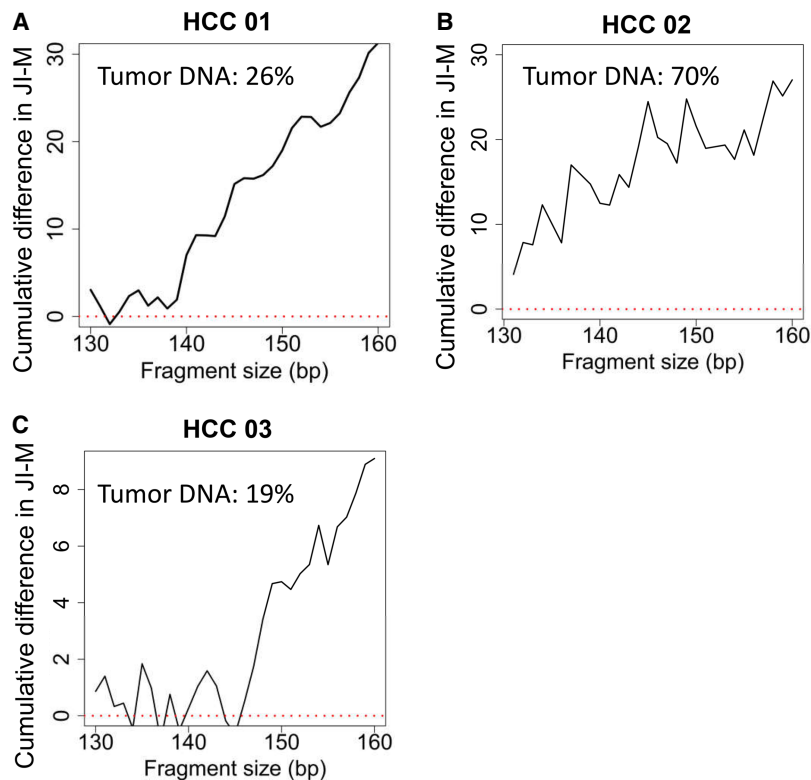 A
HCC 01
Cumulative difference in JI-M
30
20
10
0
Tumor DNA: 26%
130
140
150
160
Fragment size (bp)
B
HCC 02
Cumulative difference in JI-M
30
20
10
0
Tumor DNA: 70%
130
140
150
160
Fragment size (bp)
C
HCC 03
Cumulative difference in JI-M
8
6
4
2
0
Tumor DNA: 19%
130
140
150
160
Fragment size (bp)